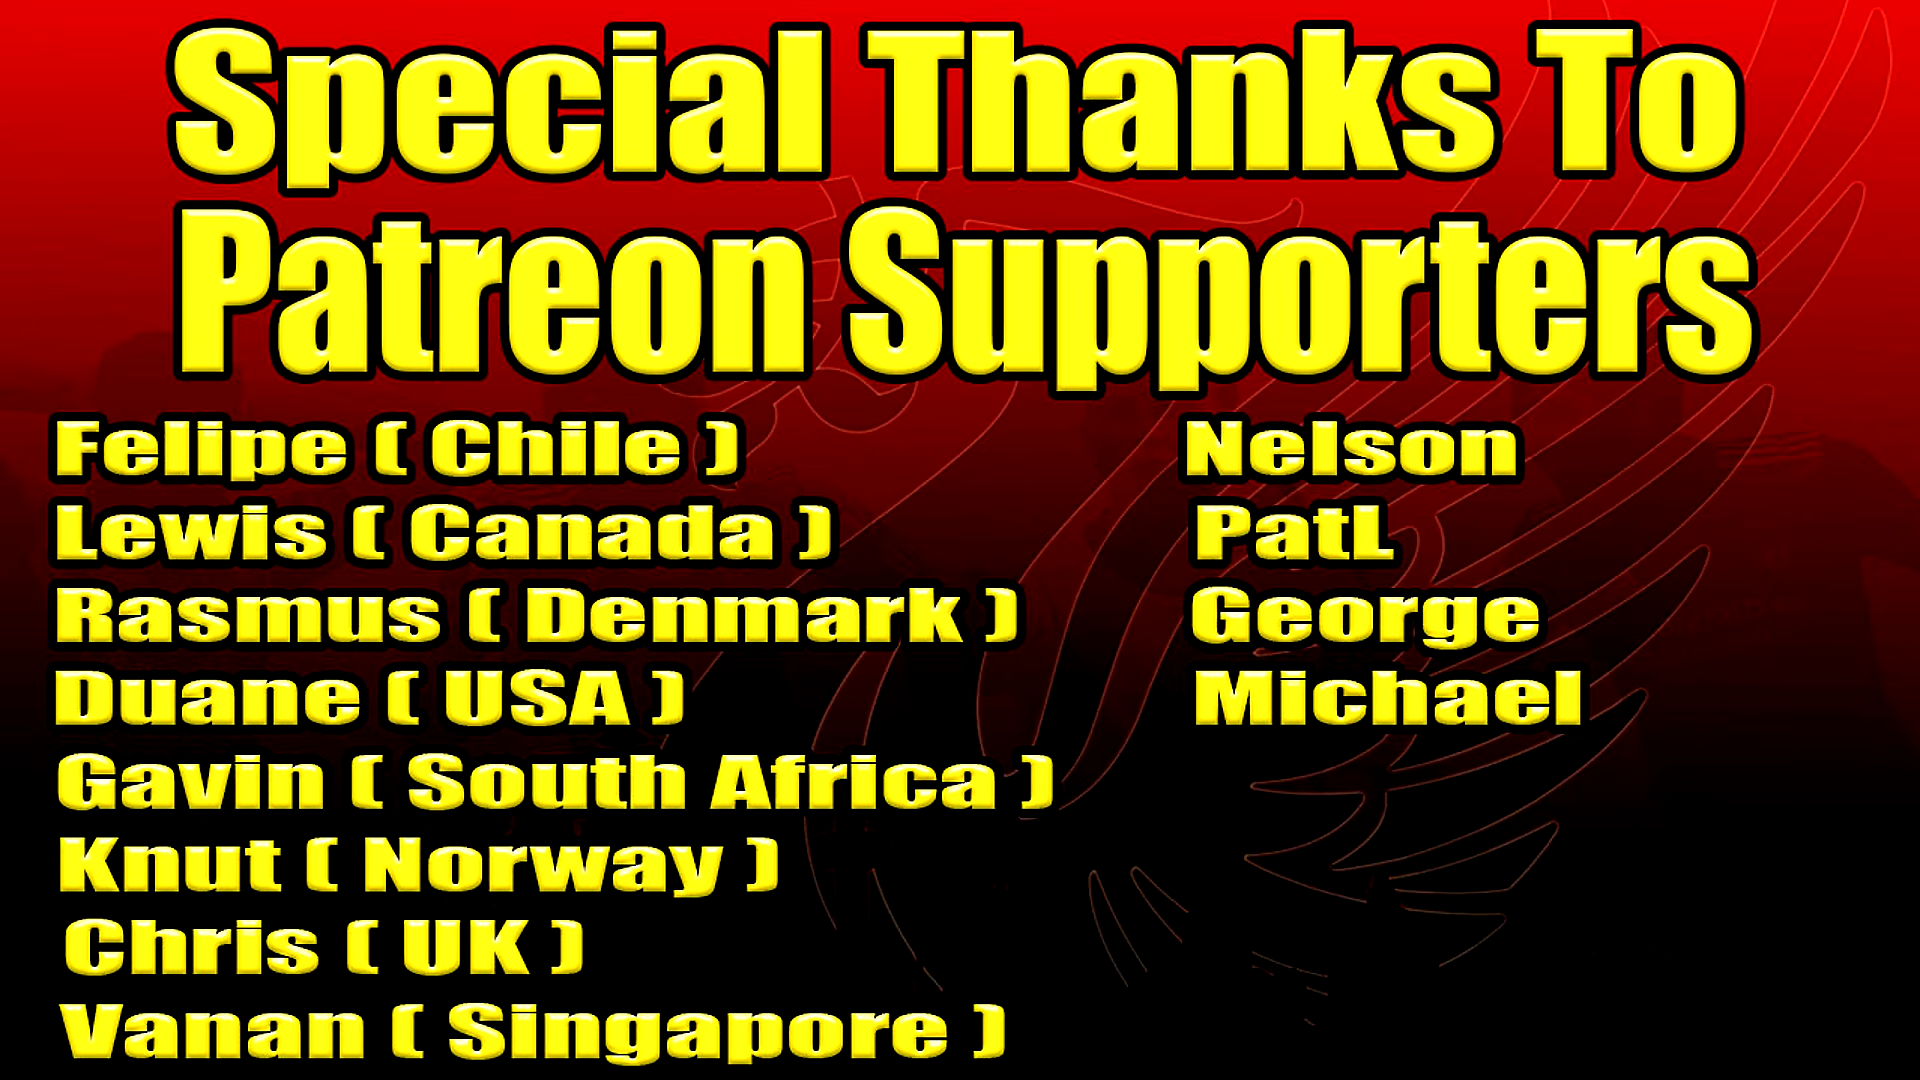 Special Thanks To
Patreon Supporters
Felipe ( Chile )
Lewis ( Canada )
Rasmus ( Denmark )
Duane ( USA )
Gavin ( South Africa )
Knut ( Norway )
Chris ( UK )
Vanan ( Singapore )
Nelson
PatL
George
Michael